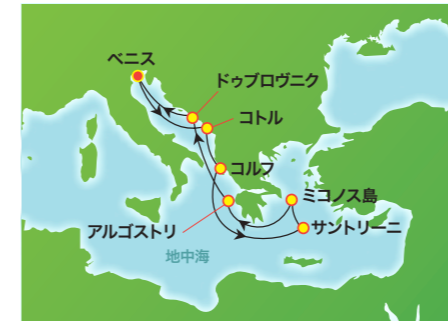 ベニス
ドゥブロヴニク
コトル
コルフ
ミコノス島
アルゴストリ
サントリーニ
地中海